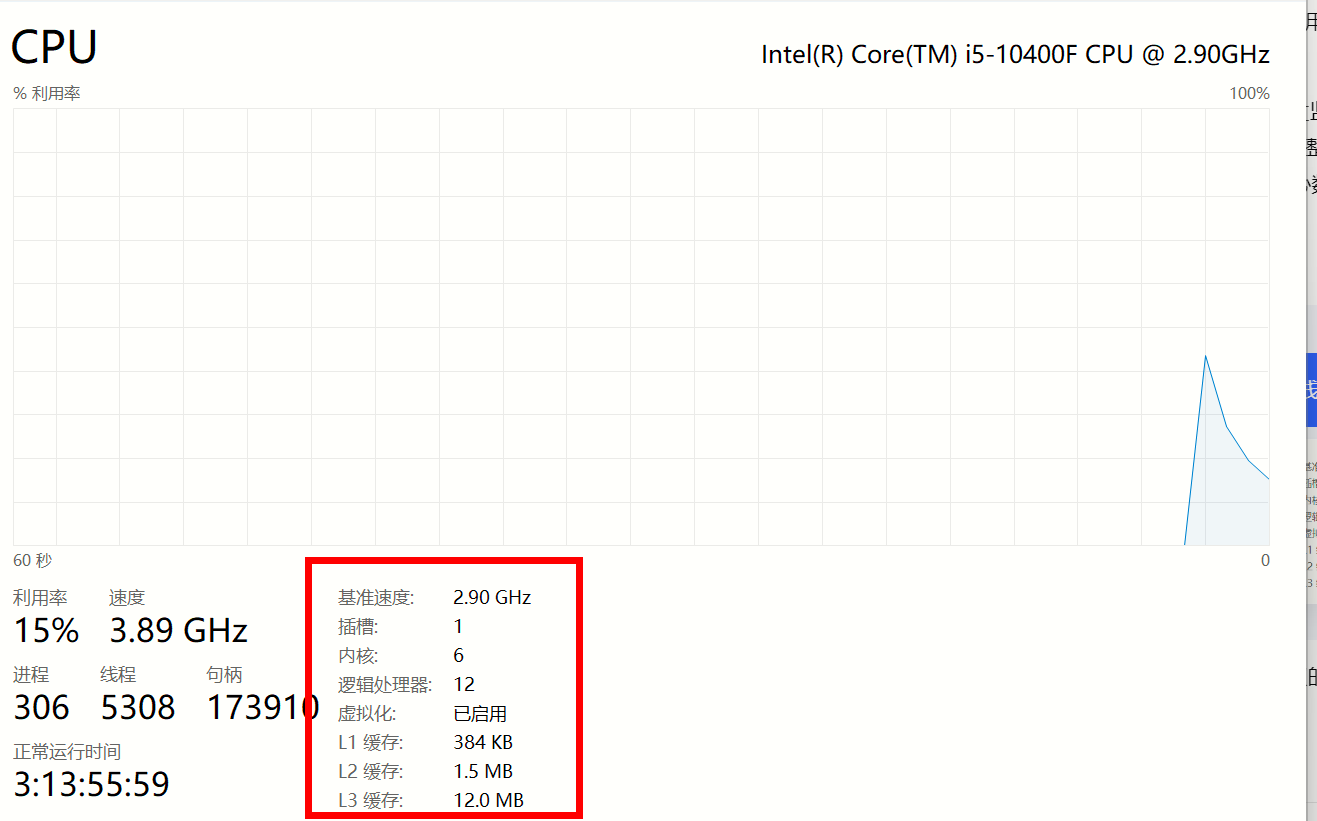 CPU
Intel(R) Core(TM) i5-10400F CPU @ 2.90GHz
% 利用率
100%
60 秒
0
利用率 速度
15% 3.89 GHz
进程 线程 句柄
306 5308 173910
正常运行时间
3:13:55:59
基准速度: 2.90 GHz
插槽: 1
内核: 6
逻辑处理器: 12
虚拟化: 已启用
L1 缓存: 384 KB
L2 缓存: 1.5 MB
L3 缓存: 12.0 MB